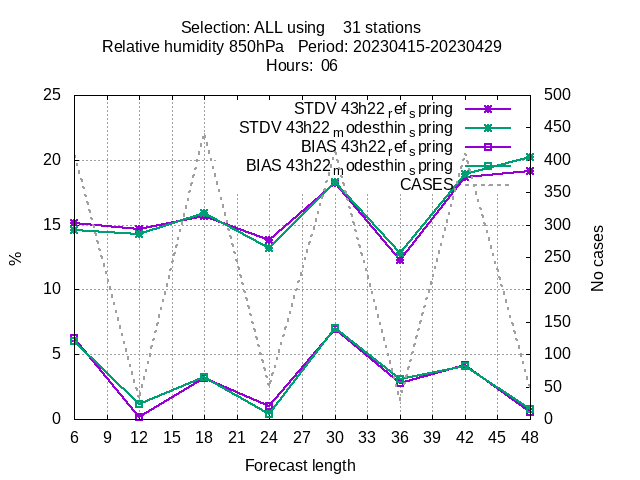 Selection: ALL using    31 stations
Relative humidity 850hPa   Period: 20230415-20230429
Hours:  06
STDV 43h22_ref_spring
STDV 43h22_modesthin_spring
BIAS 43h22_ref_spring
BIAS 43h22_modesthin_spring
CASES
25
20
15
10
5
0
%
500
450
400
350
300
250
200
150
100
50
0
No cases
6 9 12 15 18 21 24 27 30 33 36 39 42 45 48
Forecast length